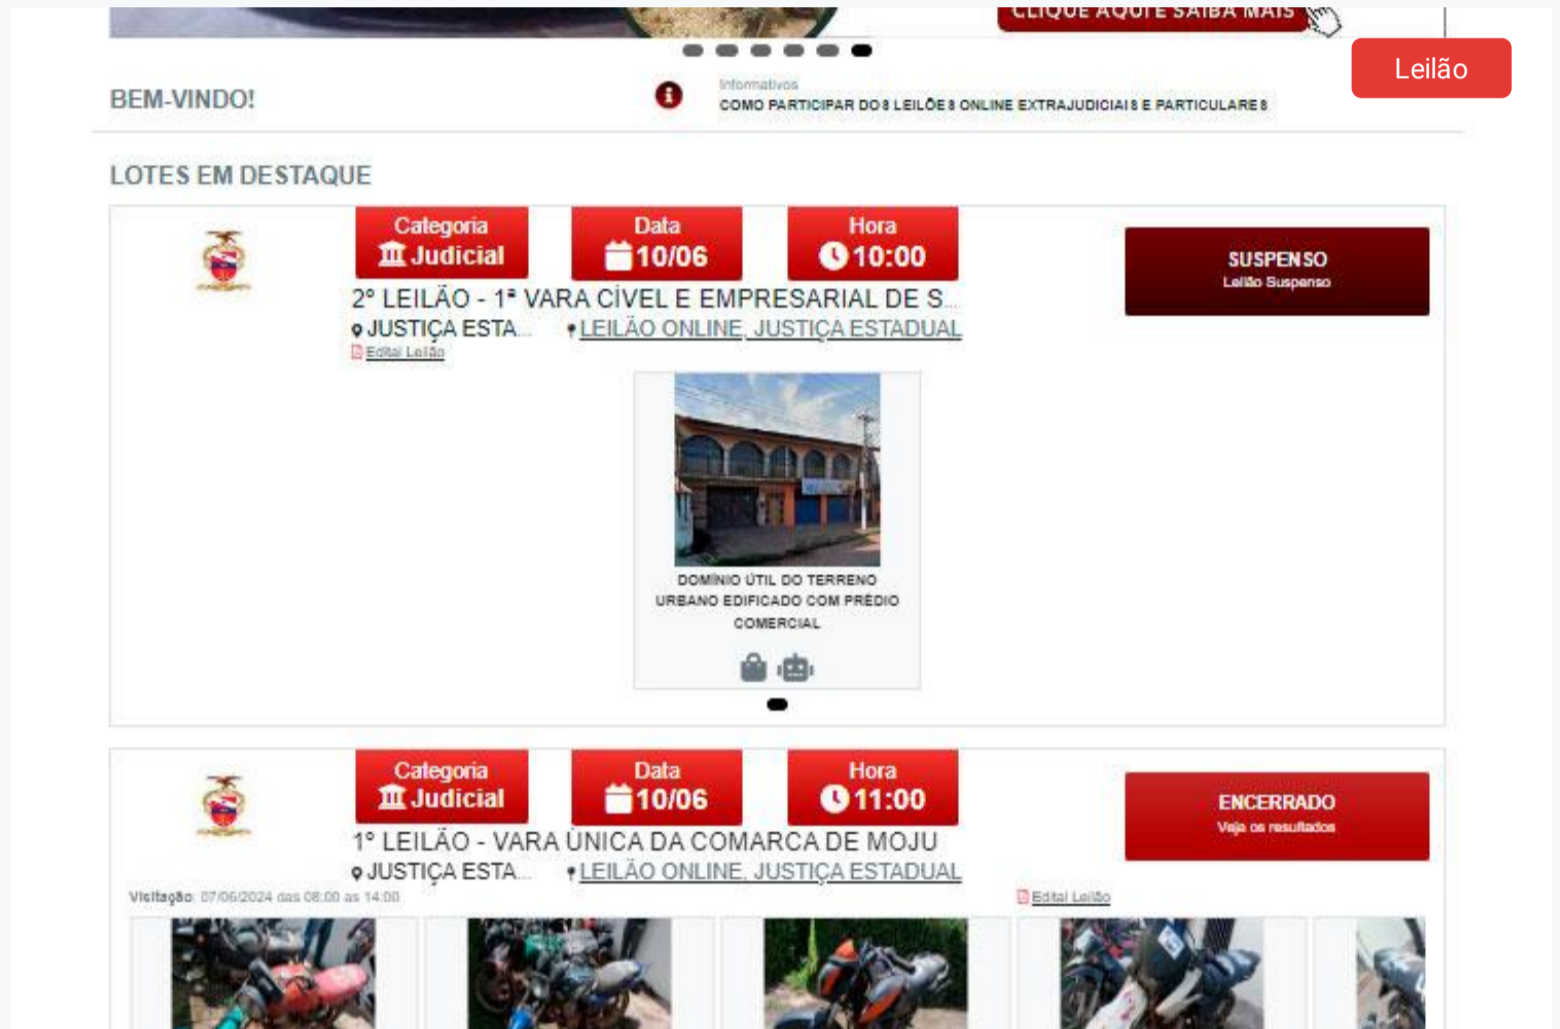 CLIQUE AQUI E SAIBA MAIS
Leilão
BEM-VINDO!
Informativos
COMO PARTICIPAR DOS LEILÕES ONLINE EXTRAJUDICIAIS E PARTICULARES
LOTES EM DESTAQUE
Categoria
Judicial
Data
10/06
Hora
10:00
SUSPENSO
Leilão Suspenso
2º LEILÃO - 1ª VARA CÍVEL E EMPRESARIAL DE S...
JUSTIÇA ESTA... LEILÃO ONLINE, JUSTIÇA ESTADUAL
Edital Leilão
DOMÍNIO ÚTIL DO TERRENO
URBANO EDIFICADO COM PRÉDIO
COMERCIAL
Categoria
Judicial
Data
10/06
Hora
11:00
ENCERRADO
Veja os resultados
1º LEILÃO - VARA ÚNICA DA COMARCA DE MOJU
JUSTIÇA ESTA... LEILÃO ONLINE, JUSTIÇA ESTADUAL
Visitação: 07/06/2024 das 08:00 as 14:00
Edital Leilão